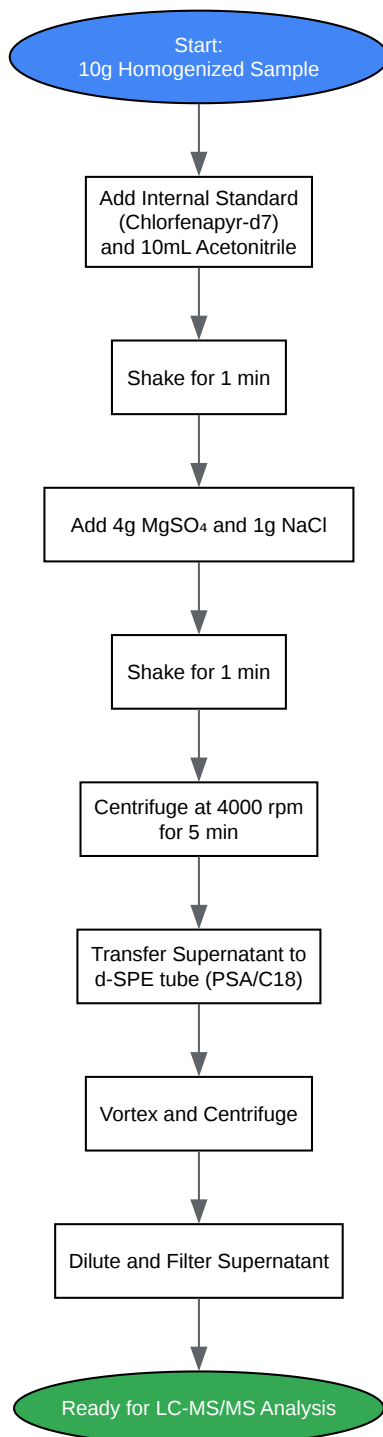 Start:
10g Homogenized Sample
Add Internal Standard
(Chlorfenapyr-d7)
and 10mL Acetonitrile
Shake for 1 min
Add 4g MgSO₄ and 1g NaCl
Shake for 1 min
Centrifuge at 4000 rpm
for 5 min
Transfer Supernatant to
d-SPE tube (PSA/C18)
Vortex and Centrifuge
Dilute and Filter Supernatant
Ready for LC-MS/MS Analysis